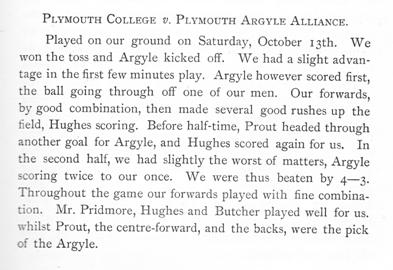 PLYMOUTH COLLEGE v. PLYMOUTH ARGYLE ALLIANCE.
Played on our ground on Saturday, October 13th. We
won the toss and Argyle kicked off. We had a slight advan-
tage in the first few minutes play. Argyle however scored first,
the ball going through off one of our men. Our forwards,
by good combination, then made several good rushes up the
field, Hughes scoring. Before half-time, Prout headed through
another goal for Argyle, and Hughes scored again for us. In
the second half, we had slightly the worst of matters, Argyle
scoring twice to our once. We were thus beaten by 4—3.
Throughout the game our forwards played with fine combina-
tion. Mr. Pridmore, Hughes and Butcher played well for us.
whilst Prout, the centre-forward, and the backs, were the pick
of the Argyle.